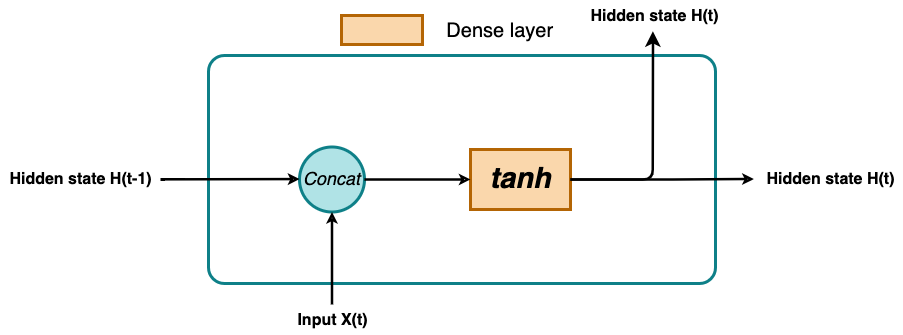 Hidden state H(t)
Dense layer
Hidden state H(t-1)
Concat
tanh
Hidden state H(t)
Input X(t)